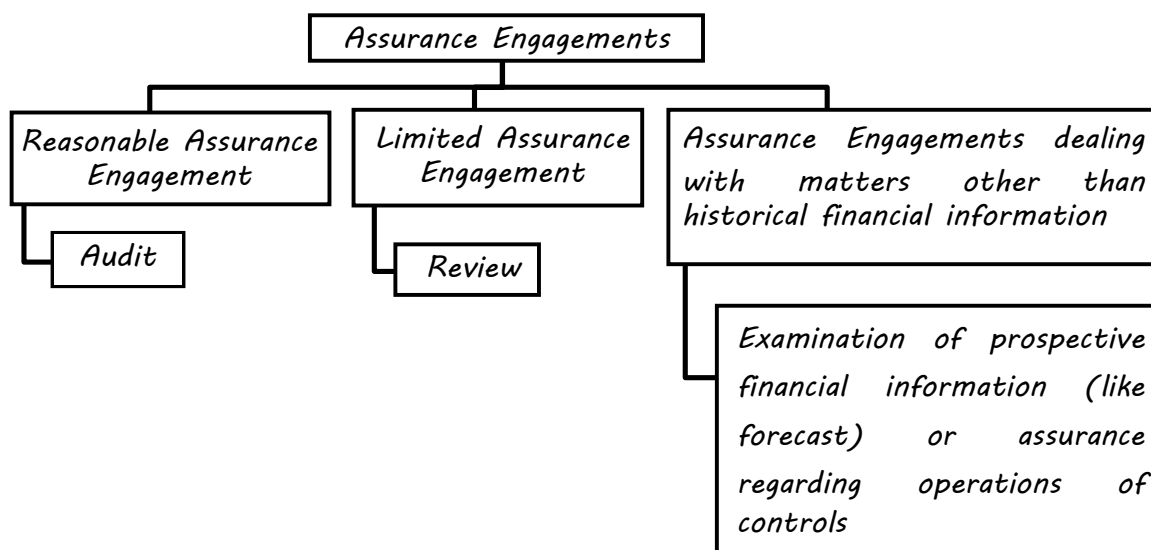 Assurance Engagements
Reasonable Assurance
Engagement
Limited Assurance
Engagement
Assurance Engagements dealing
with matters other than
historical financial information
Audit
Review
Examination of prospective
financial information (like
forecast) or assurance
regarding operations of
controls